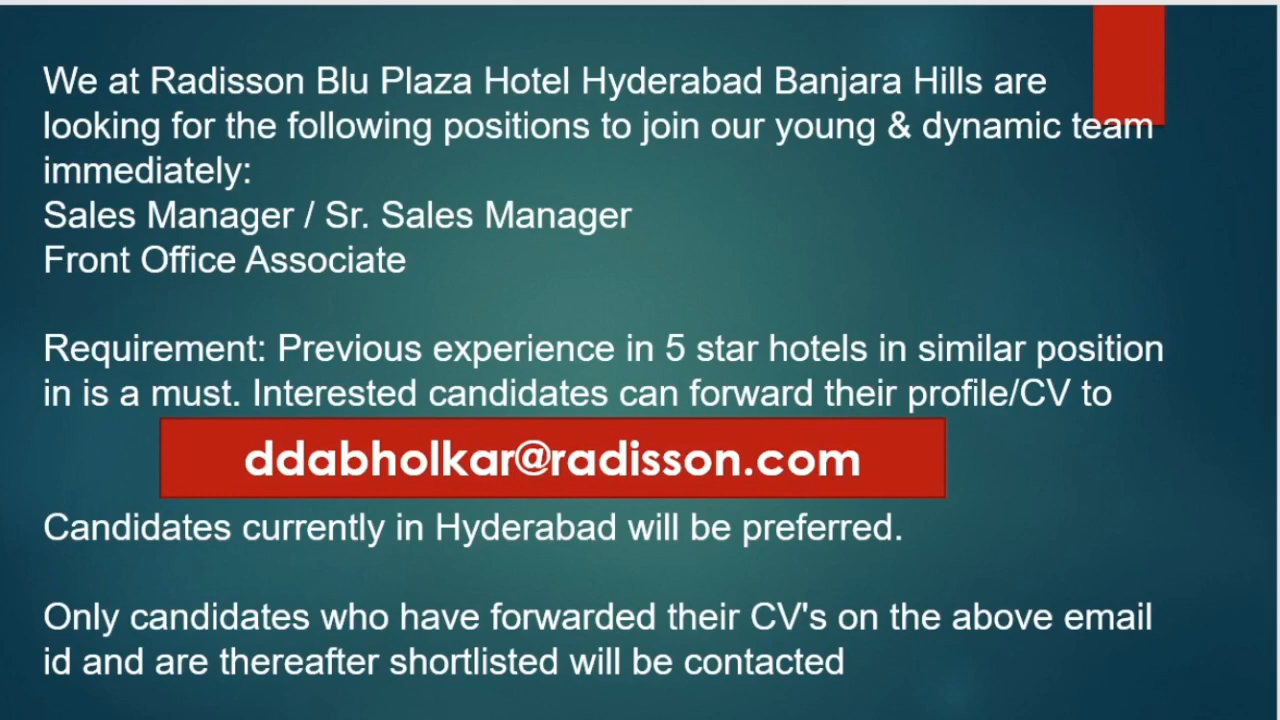 We at Radisson Blu Plaza Hotel Hyderabad Banjara Hills are
looking for the following positions to join our young & dynamic team
immediately:
Sales Manager / Sr. Sales Manager
Front Office Associate
Requirement: Previous experience in 5 star hotels in similar position
in is a must. Interested candidates can forward their profile/CV to
ddabholkar@radisson.com
Candidates currently in Hyderabad will be preferred.
Only candidates who have forwarded their CV's on the above email
id and are thereafter shortlisted will be contacted